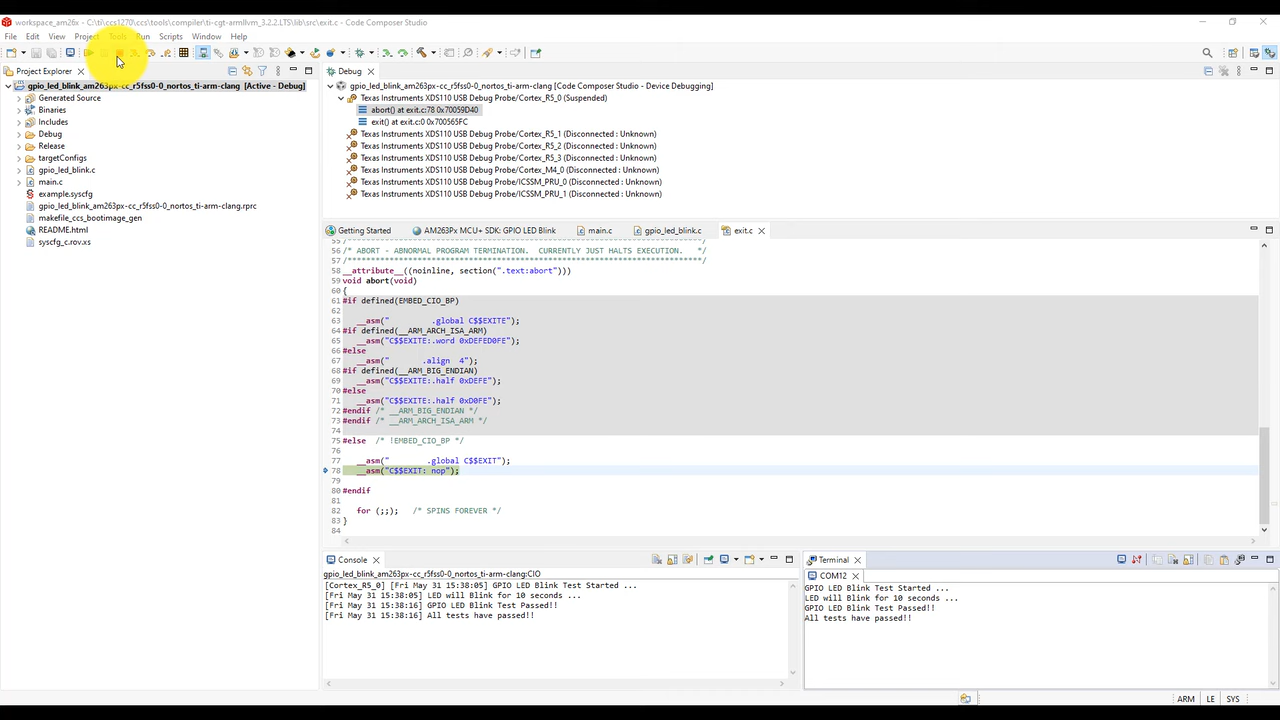 workspace_am26x - C:\ti\ccs1270\ccs\tools\compiler\ti-cgt-armllvm_3.2.2.LTS\lib\src\exit.c - Code Composer Studio
File Edit View Project Tools Run Scripts Window Help
Project Explorer
gpio_led_blink_am263px-cc_r5fss0-0_nortos_ti-arm-clang [Active - Debug]
Generated Source
Binaries
Includes
Debug
Release
targetConfigs
gpio_led_blink.c
main.c
example.syscfg
gpio_led_blink_am263px-cc_r5fss0-0_nortos_ti-arm-clang.rprc
makefile_ccs_bootimage_gen
README.html
syscfg_c.rov.xs
Debug
gpio_led_blink_am263px-cc_r5fss0-0_nortos_ti-arm-clang [Code Composer Studio - Device Debugging]
Texas Instruments XDS110 USB Debug Probe/Cortex_R5_0 (Suspended)
abort() at exit.c:78 0x70059D40
exit() at exit.c:0 0x700565FC
Texas Instruments XDS110 USB Debug Probe/Cortex_R5_1 (Disconnected : Unknown)
Texas Instruments XDS110 USB Debug Probe/Cortex_R5_2 (Disconnected : Unknown)
Texas Instruments XDS110 USB Debug Probe/Cortex_R5_3 (Disconnected : Unknown)
Texas Instruments XDS110 USB Debug Probe/Cortex_M4_0 (Disconnected : Unknown)
Texas Instruments XDS110 USB Debug Probe/ICSSM_PRU_0 (Disconnected : Unknown)
Texas Instruments XDS110 USB Debug Probe/ICSSM_PRU_1 (Disconnected : Unknown)
Getting Started AM263Px MCU+ SDK: GPIO LED Blink main.c gpio_led_blink.c exit.c
55 /****************************************************************************/
56 /* ABORT - ABNORMAL PROGRAM TERMINATION.  CURRENTLY JUST HALTS EXECUTION.   */
57 /****************************************************************************/
58 __attribute__((noinline, section(".text:abort")))
59 void abort(void)
60 {
61 #if defined(EMBED_CIO_BP)
62
63 __asm("         .global C$$EXITE");
64 #if defined(__ARM_ARCH_ISA_ARM)
65 __asm("C$$EXITE:.word 0xDEFED0FE");
66 #else
67 __asm("       .align  4");
68 #if defined(__ARM_BIG_ENDIAN)
69 __asm("C$$EXITE:.half 0xDEFE");
70 #else
71 __asm("C$$EXITE:.half 0xD0FE");
72 #endif /* __ARM_BIG_ENDIAN */
73 #endif /* __ARM_ARCH_ISA_ARM */
74
75 #else  /* !EMBED_CIO_BP */
76
77 __asm("        .global C$$EXIT");
78 __asm("C$$EXIT: nop");
79
80 #endif
81
82 for (;;);   /* SPINS FOREVER */
83 }
84
Console
gpio_led_blink_am263px-cc_r5fss0-0_nortos_ti-arm-clang:CIO
[Cortex_R5_0] [Fri May 31 15:38:05] GPIO LED Blink Test Started ...
[Fri May 31 15:38:05] LED will Blink for 10 seconds ...
[Fri May 31 15:38:16] GPIO LED Blink Test Passed!!
[Fri May 31 15:38:16] All tests have passed!!
Terminal
COM12
GPIO LED Blink Test Started ...
LED will Blink for 10 seconds ...
GPIO LED Blink Test Passed!!
All tests have passed!!
ARM LE SYS